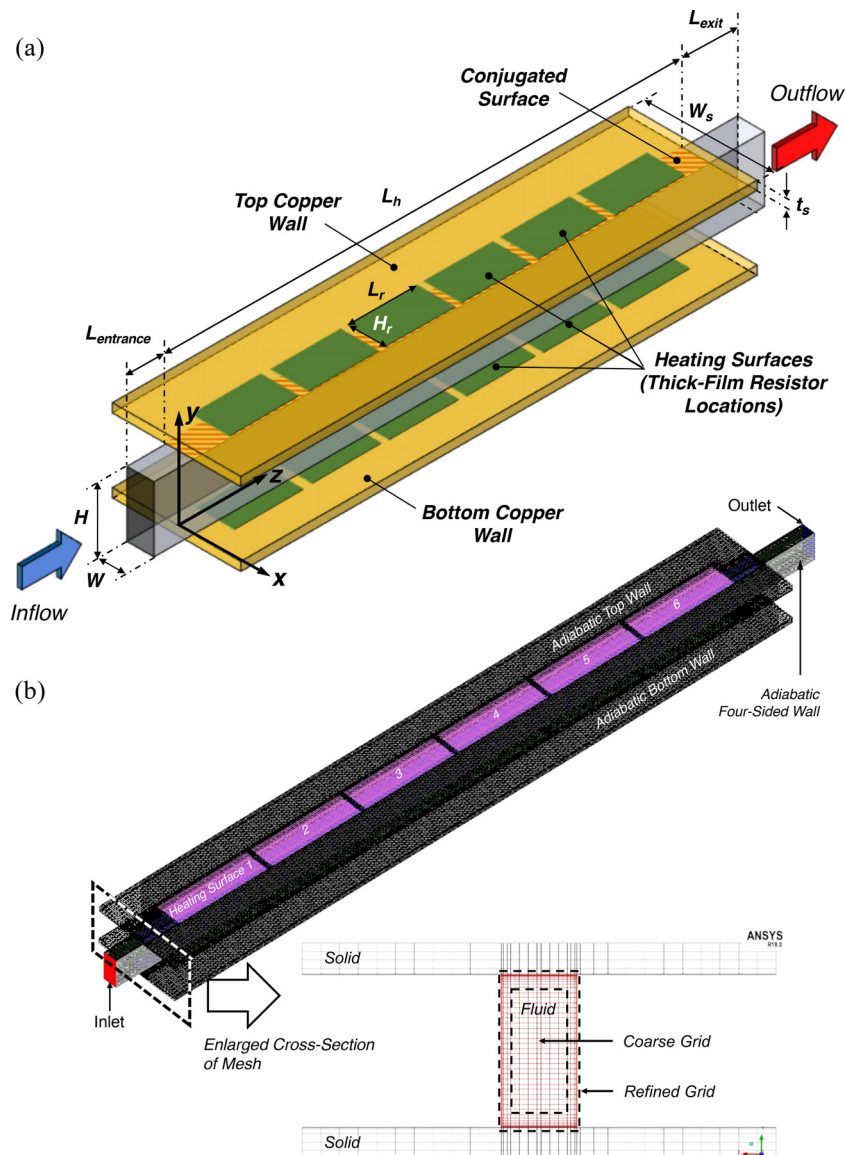 (a)
L_exit
Conjugated
Surface
Outflow
W_s
Top Copper
Wall
L_h
t_s
L_r
H_r
L_entrance
Heating Surfaces
(Thick-Film Resistor
Locations)
y
z
H
Bottom Copper
Wall
W
x
Inflow
Outlet
(b)
Adiabatic Top Wall
6
5
Adiabatic Bottom Wall
4
Adiabatic
Four-Sided Wall
3
2
Heating Surface 1
ANSYS
R18.0
Solid
Inlet
Fluid
Enlarged Cross-Section
of Mesh
Coarse Grid
Refined Grid
Solid